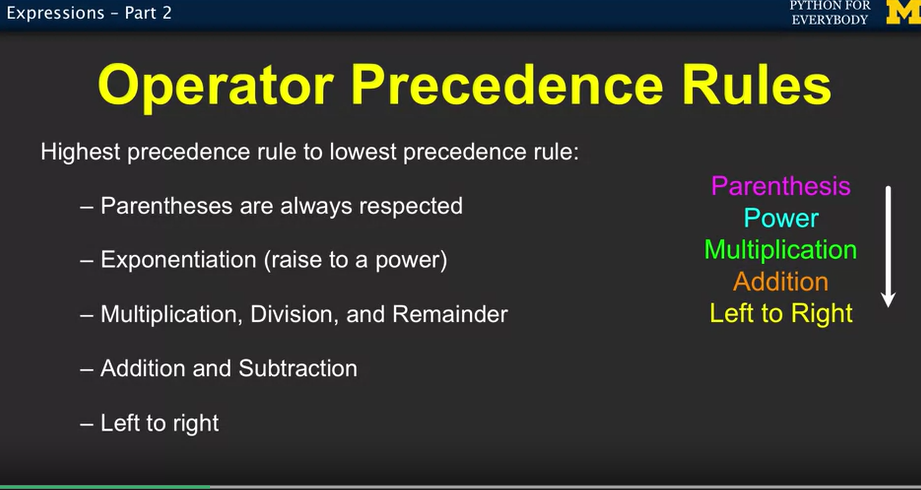 Expressions – Part 2
PYTHON FOR
EVERYBODY
M
Operator Precedence Rules
Highest precedence rule to lowest precedence rule:
– Parentheses are always respected
– Exponentiation (raise to a power)
– Multiplication, Division, and Remainder
– Addition and Subtraction
– Left to right
Parenthesis
Power
Multiplication
Addition
Left to Right